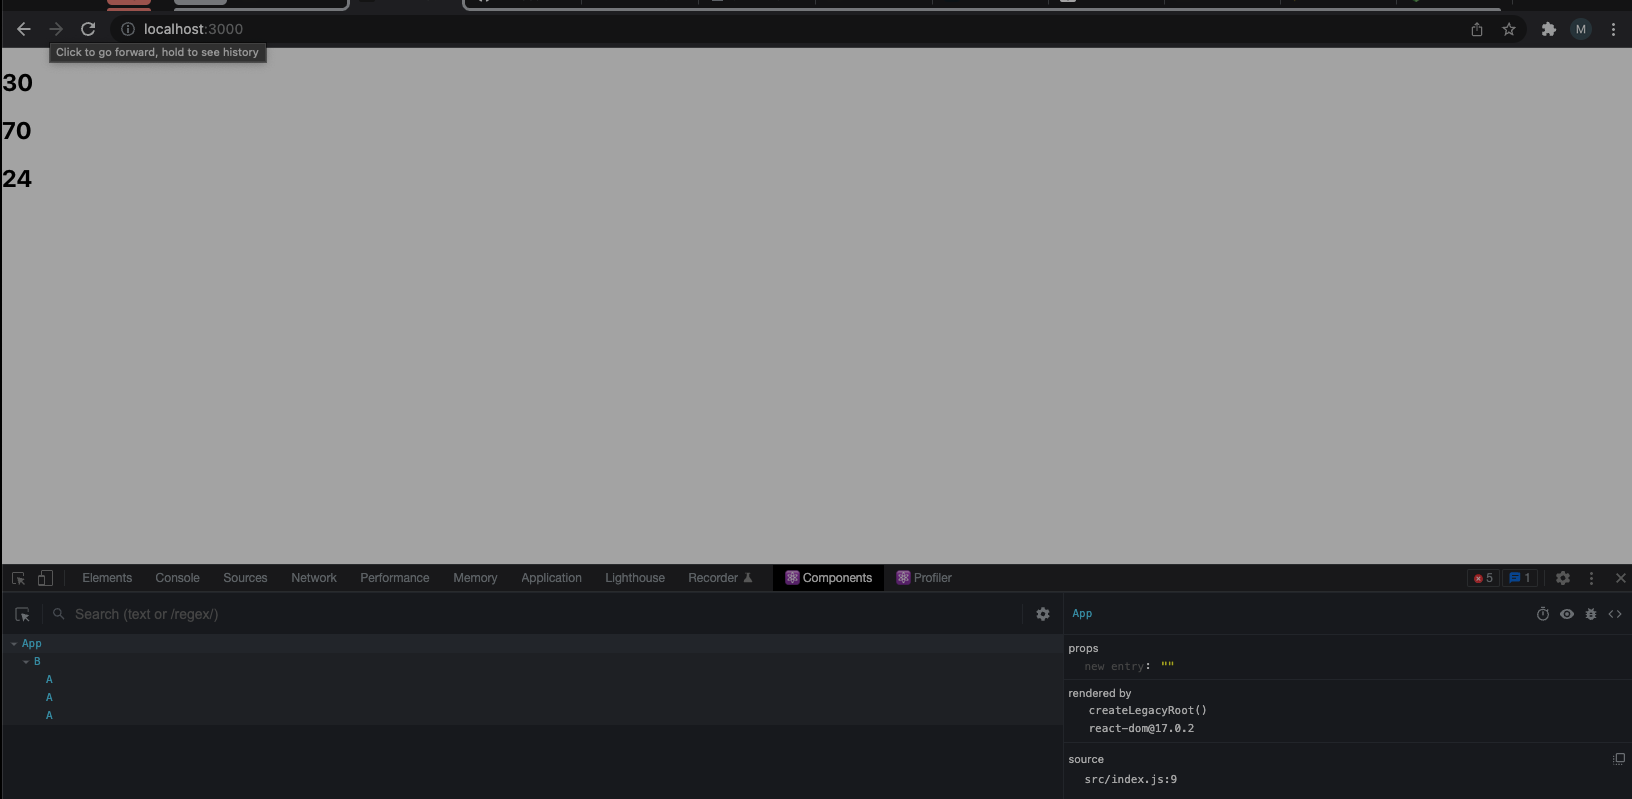 localhost:3000
M
Click to go forward, hold to see history
30
70
24
Elements Console Sources Network Performance Memory Application Lighthouse Recorder Components Profiler 5 1
Search (text or /regex/)
App
B
A
A
A
App
props
new entry: ""
rendered by
createLegacyRoot()
react-dom@17.0.2
source
src/index.js:9